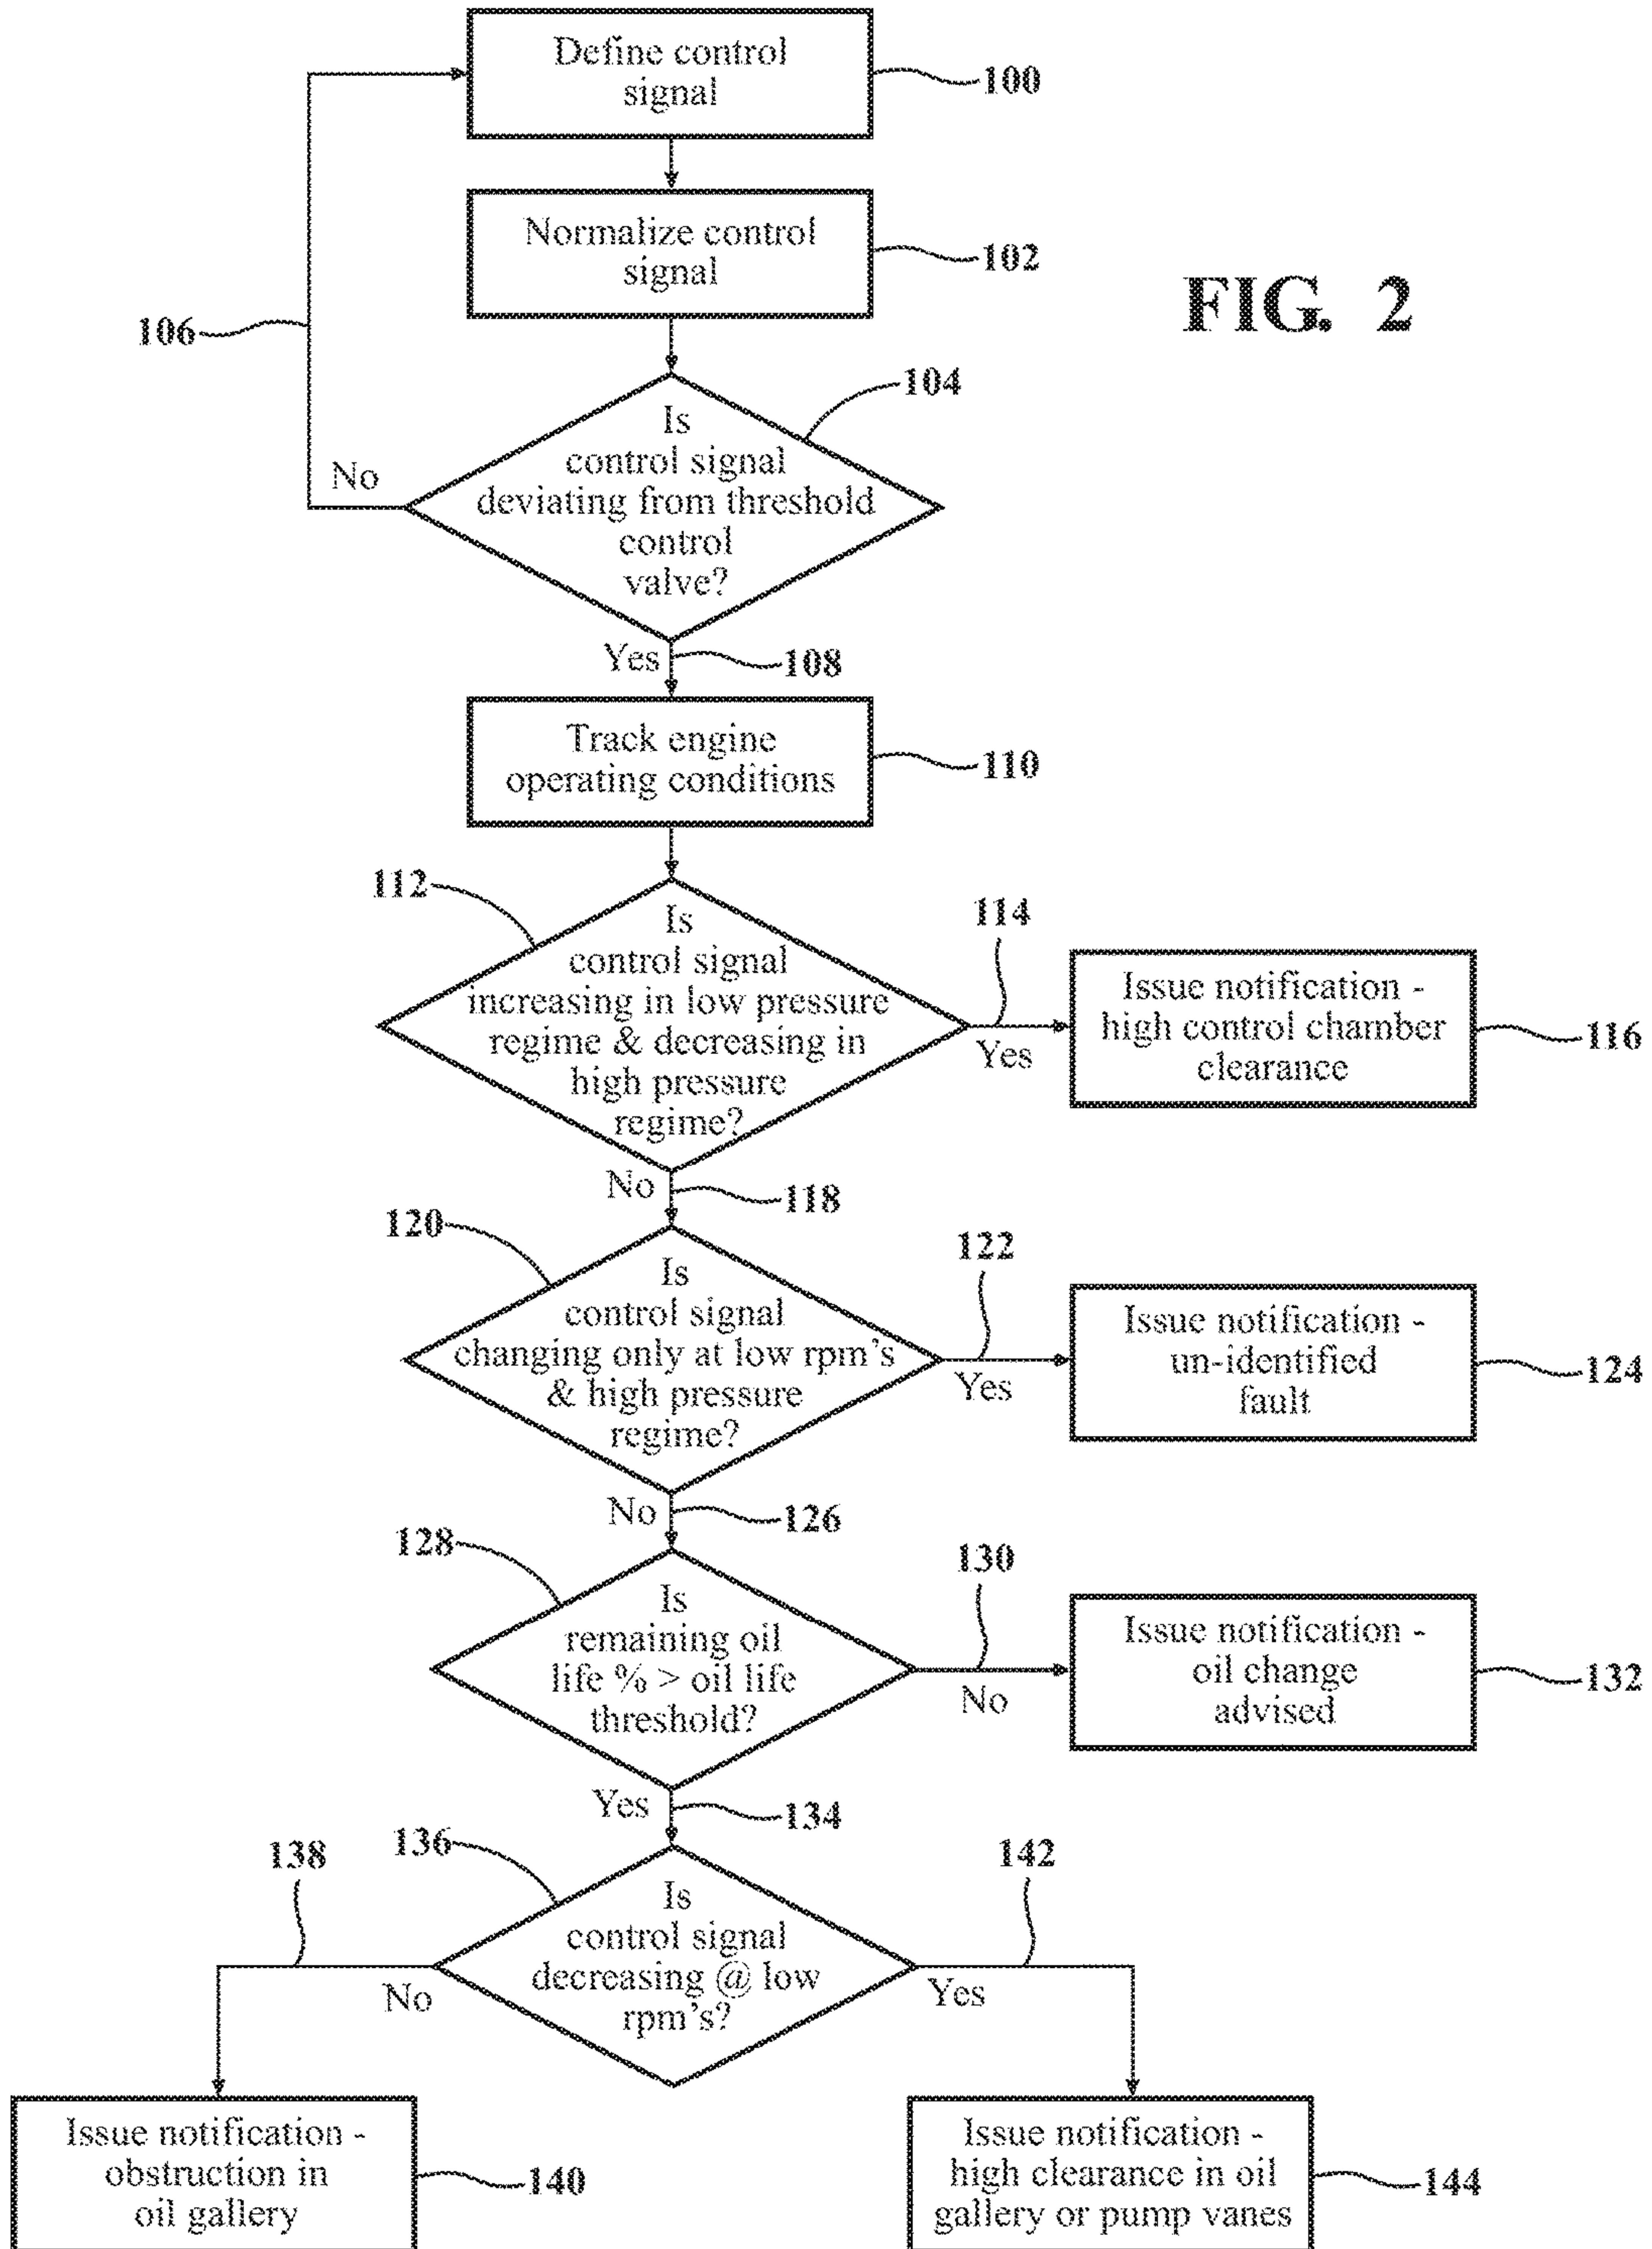 Define control
signal
100
Normalize control
signal
102
FIG. 2
106
104
Is
control signal
deviating from threshold
control
valve?
No
Yes
108
Track engine
operating conditions
110
112
Is
control signal
increasing in low pressure
regime & decreasing in
high pressure
regime?
114
Yes
Issue notification -
high control chamber
clearance
116
No
118
120
Is
control signal
changing only at low rpm's
& high pressure
regime?
122
Yes
Issue notification -
un-identified
fault
124
No
126
128
Is
remaining oil
life % > oil life
threshold?
130
No
Issue notification -
oil change
advised
132
Yes
134
136
138
142
Is
control signal
decreasing @ low
rpm's?
No
Yes
Issue notification -
obstruction in
oil gallery
140
Issue notification -
high clearance in oil
gallery or pump vanes
144